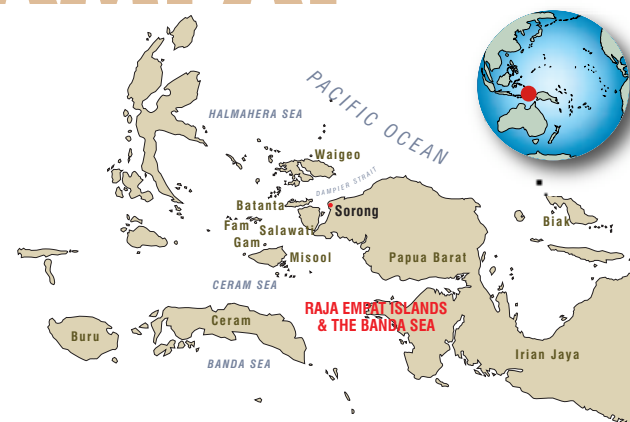 PACIFIC OCEAN
HALMAHERA SEA
Waigeo
DAMPIER STRAIT
Batanta
Sorong
Fam
Salawati
Gam
Biak
Misool
Papua Barat
CERAM SEA
RAJA EMPAT ISLANDS
& THE BANDA SEA
Ceram
Buru
Irian Jaya
BANDA SEA